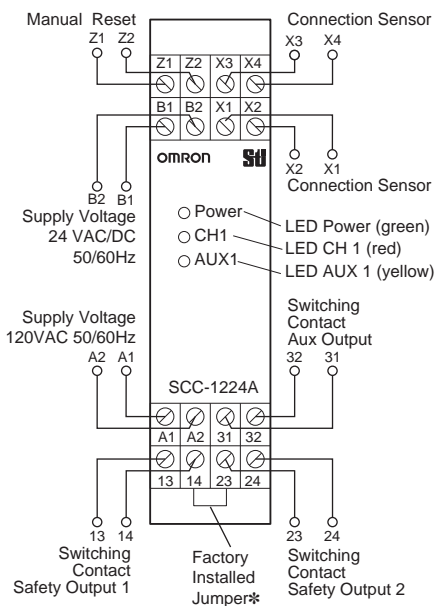 Manual Reset
Z1 Z2
Connection Sensor
X3 X4
Z1 Z2 X3 X4
B1 B2 X1 X2
OMRON Sti
B2 B1
X2 X1
Connection Sensor
Supply Voltage
24 VAC/DC
50/60Hz
Power
CH1
AUX1
LED Power (green)
LED CH 1 (red)
LED AUX 1 (yellow)
Supply Voltage
120VAC 50/60Hz
A2 A1
Switching
Contact
Aux Output
32 31
SCC-1224A
A1 A2 31 32
13 14 23 24
13 14
Switching
Contact
Safety Output 1
Factory
Installed
Jumper*
23 24
Switching
Contact
Safety Output 2